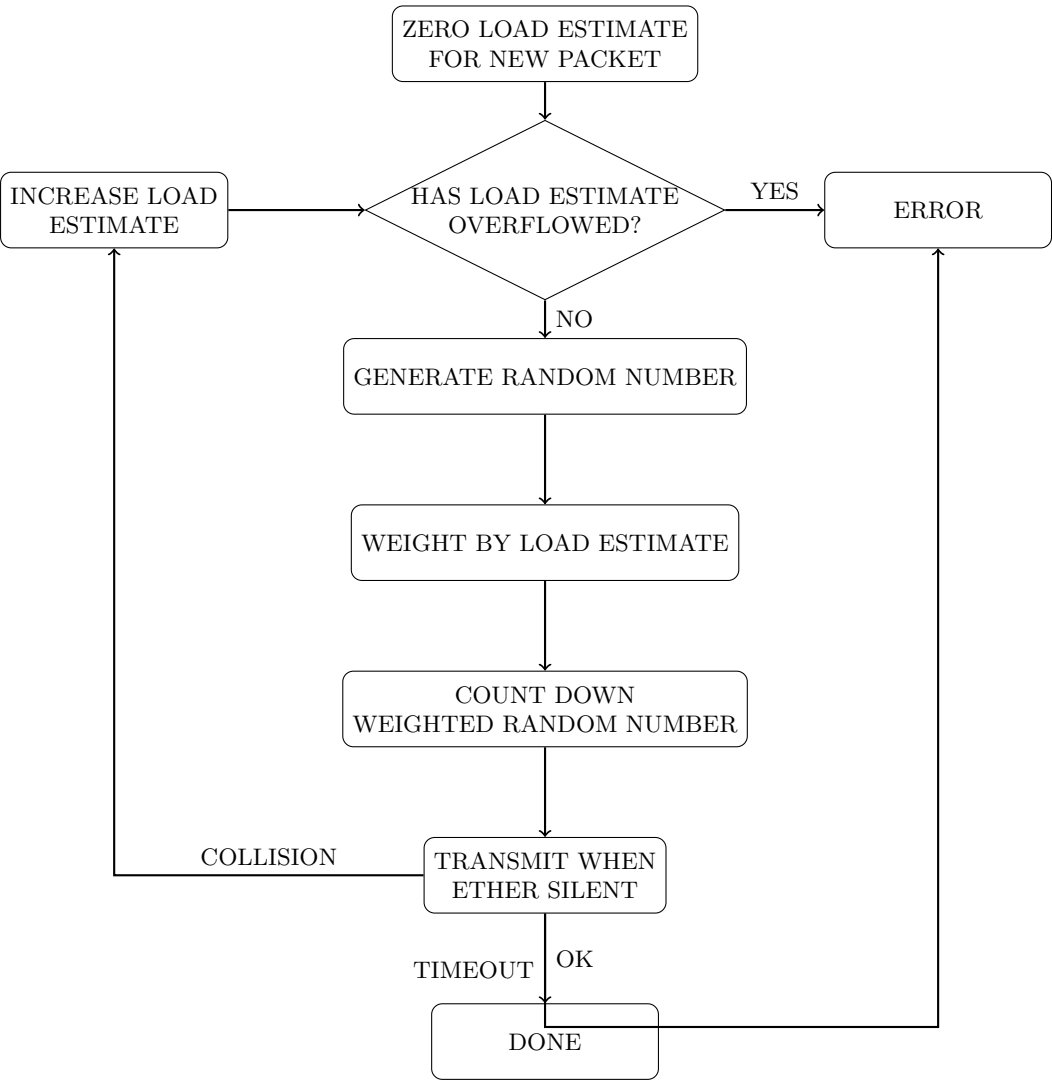 ZERO LOAD ESTIMATE
FOR NEW PACKET
INCREASE LOAD
ESTIMATE
HAS LOAD ESTIMATE
OVERFLOWED?
YES
ERROR
NO
GENERATE RANDOM NUMBER
WEIGHT BY LOAD ESTIMATE
COUNT DOWN
WEIGHTED RANDOM NUMBER
COLLISION
TRANSMIT WHEN
ETHER SILENT
TIMEOUT
OK
DONE